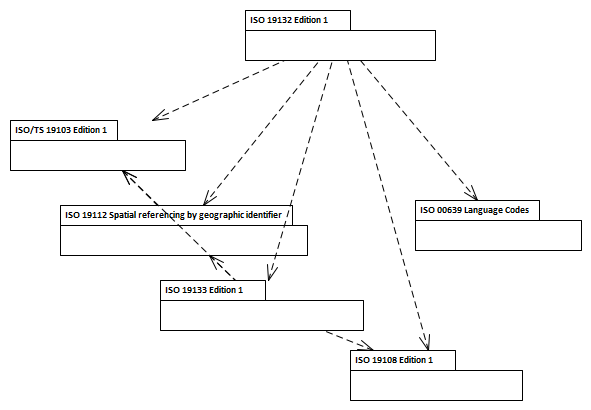 ISO 19132 Edition 1
ISO/TS 19103 Edition 1
ISO 19112 Spatial referencing by geographic identifier
ISO 00639 Language Codes
ISO 19133 Edition 1
ISO 19108 Edition 1